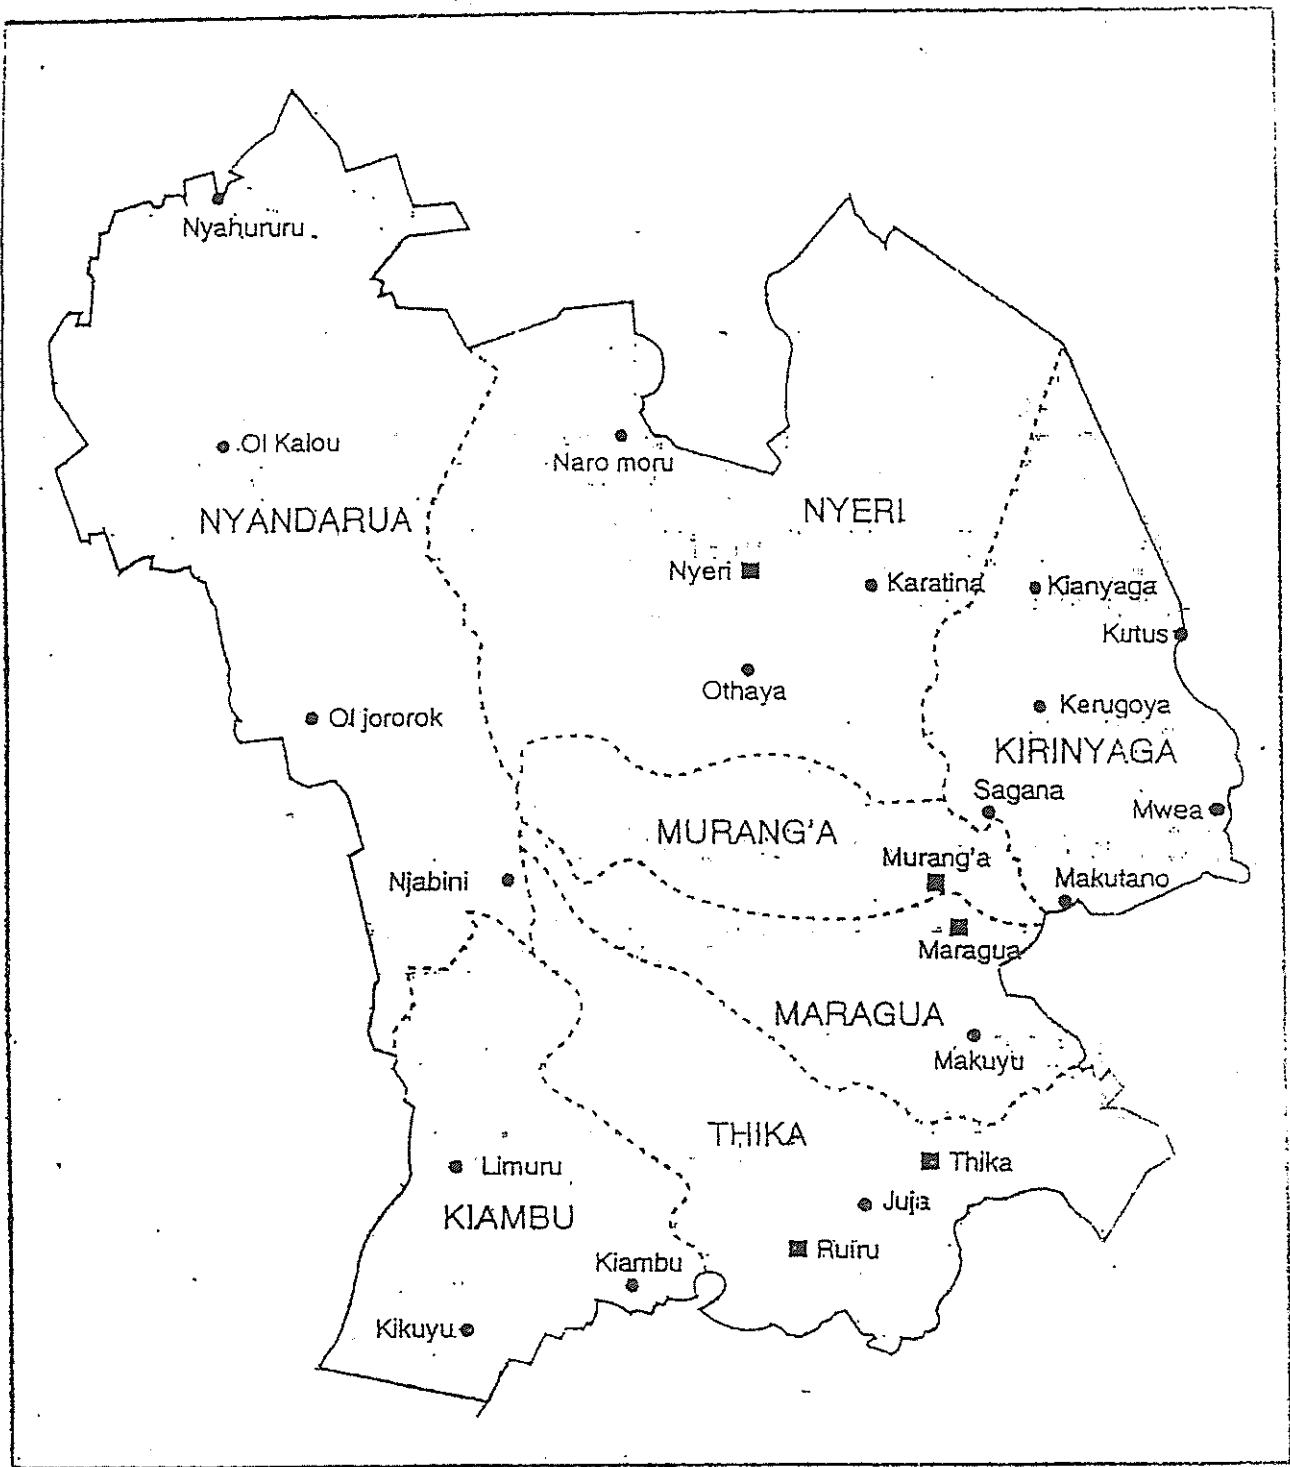 Nyahururu
Ol Kalou
Naro moru
NYANDARUA
NYERI
Nyeri
Karatina
Kianyaga
Kutus
Othaya
Kerugoya
Ol jororok
KIRINYAGA
Sagana
Mwea
MURANG'A
Murang'a
Njabini
Makutano
Maragua
MARAGUA
Makuyu
THIKA
Thika
Limuru
Juja
KIAMBU
Ruiru
Kiambu
Kikuyu